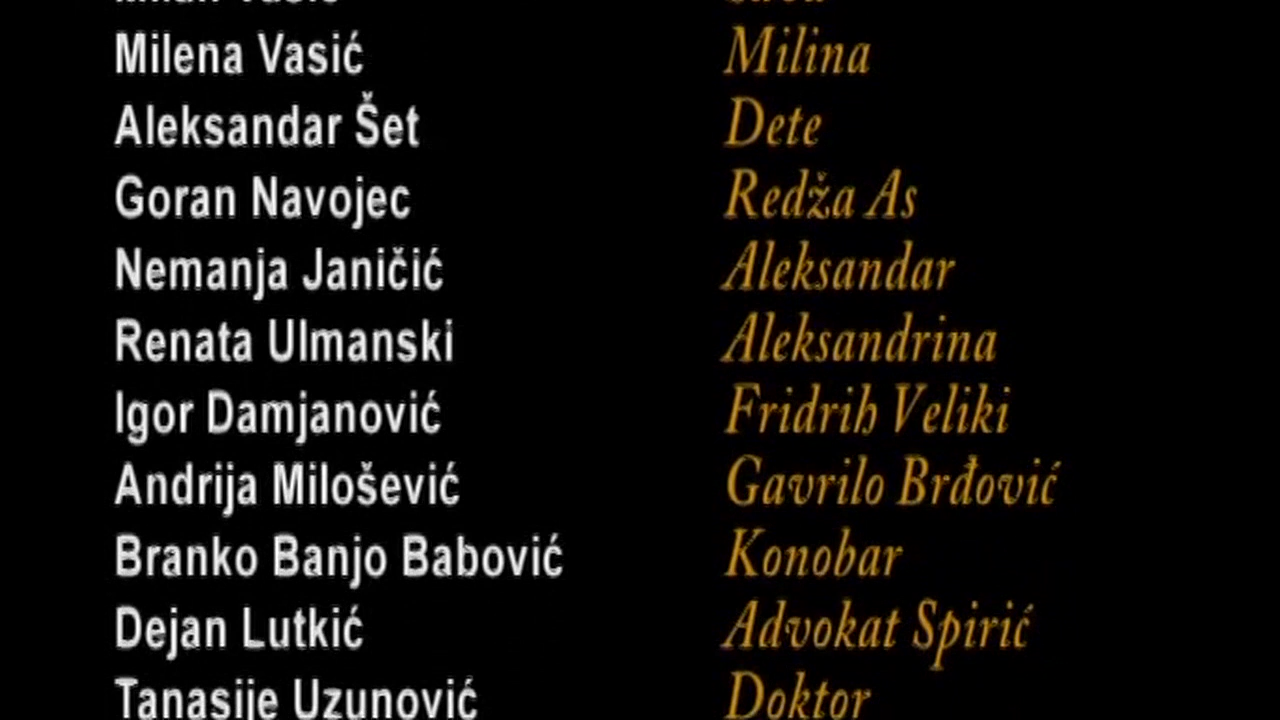 Milena Vasić Milina
Aleksandar Šet Dete
Goran Navojec Redža As
Nemanja Janičić Aleksandar
Renata Ulmanski Aleksandrina
Igor Damjanović Fridrih Veliki
Andrija Milošević Gavrilo Brđović
Branko Banjo Babović Konobar
Dejan Lutkić Advokat Spirić
Tanasije Uzunović Doktor